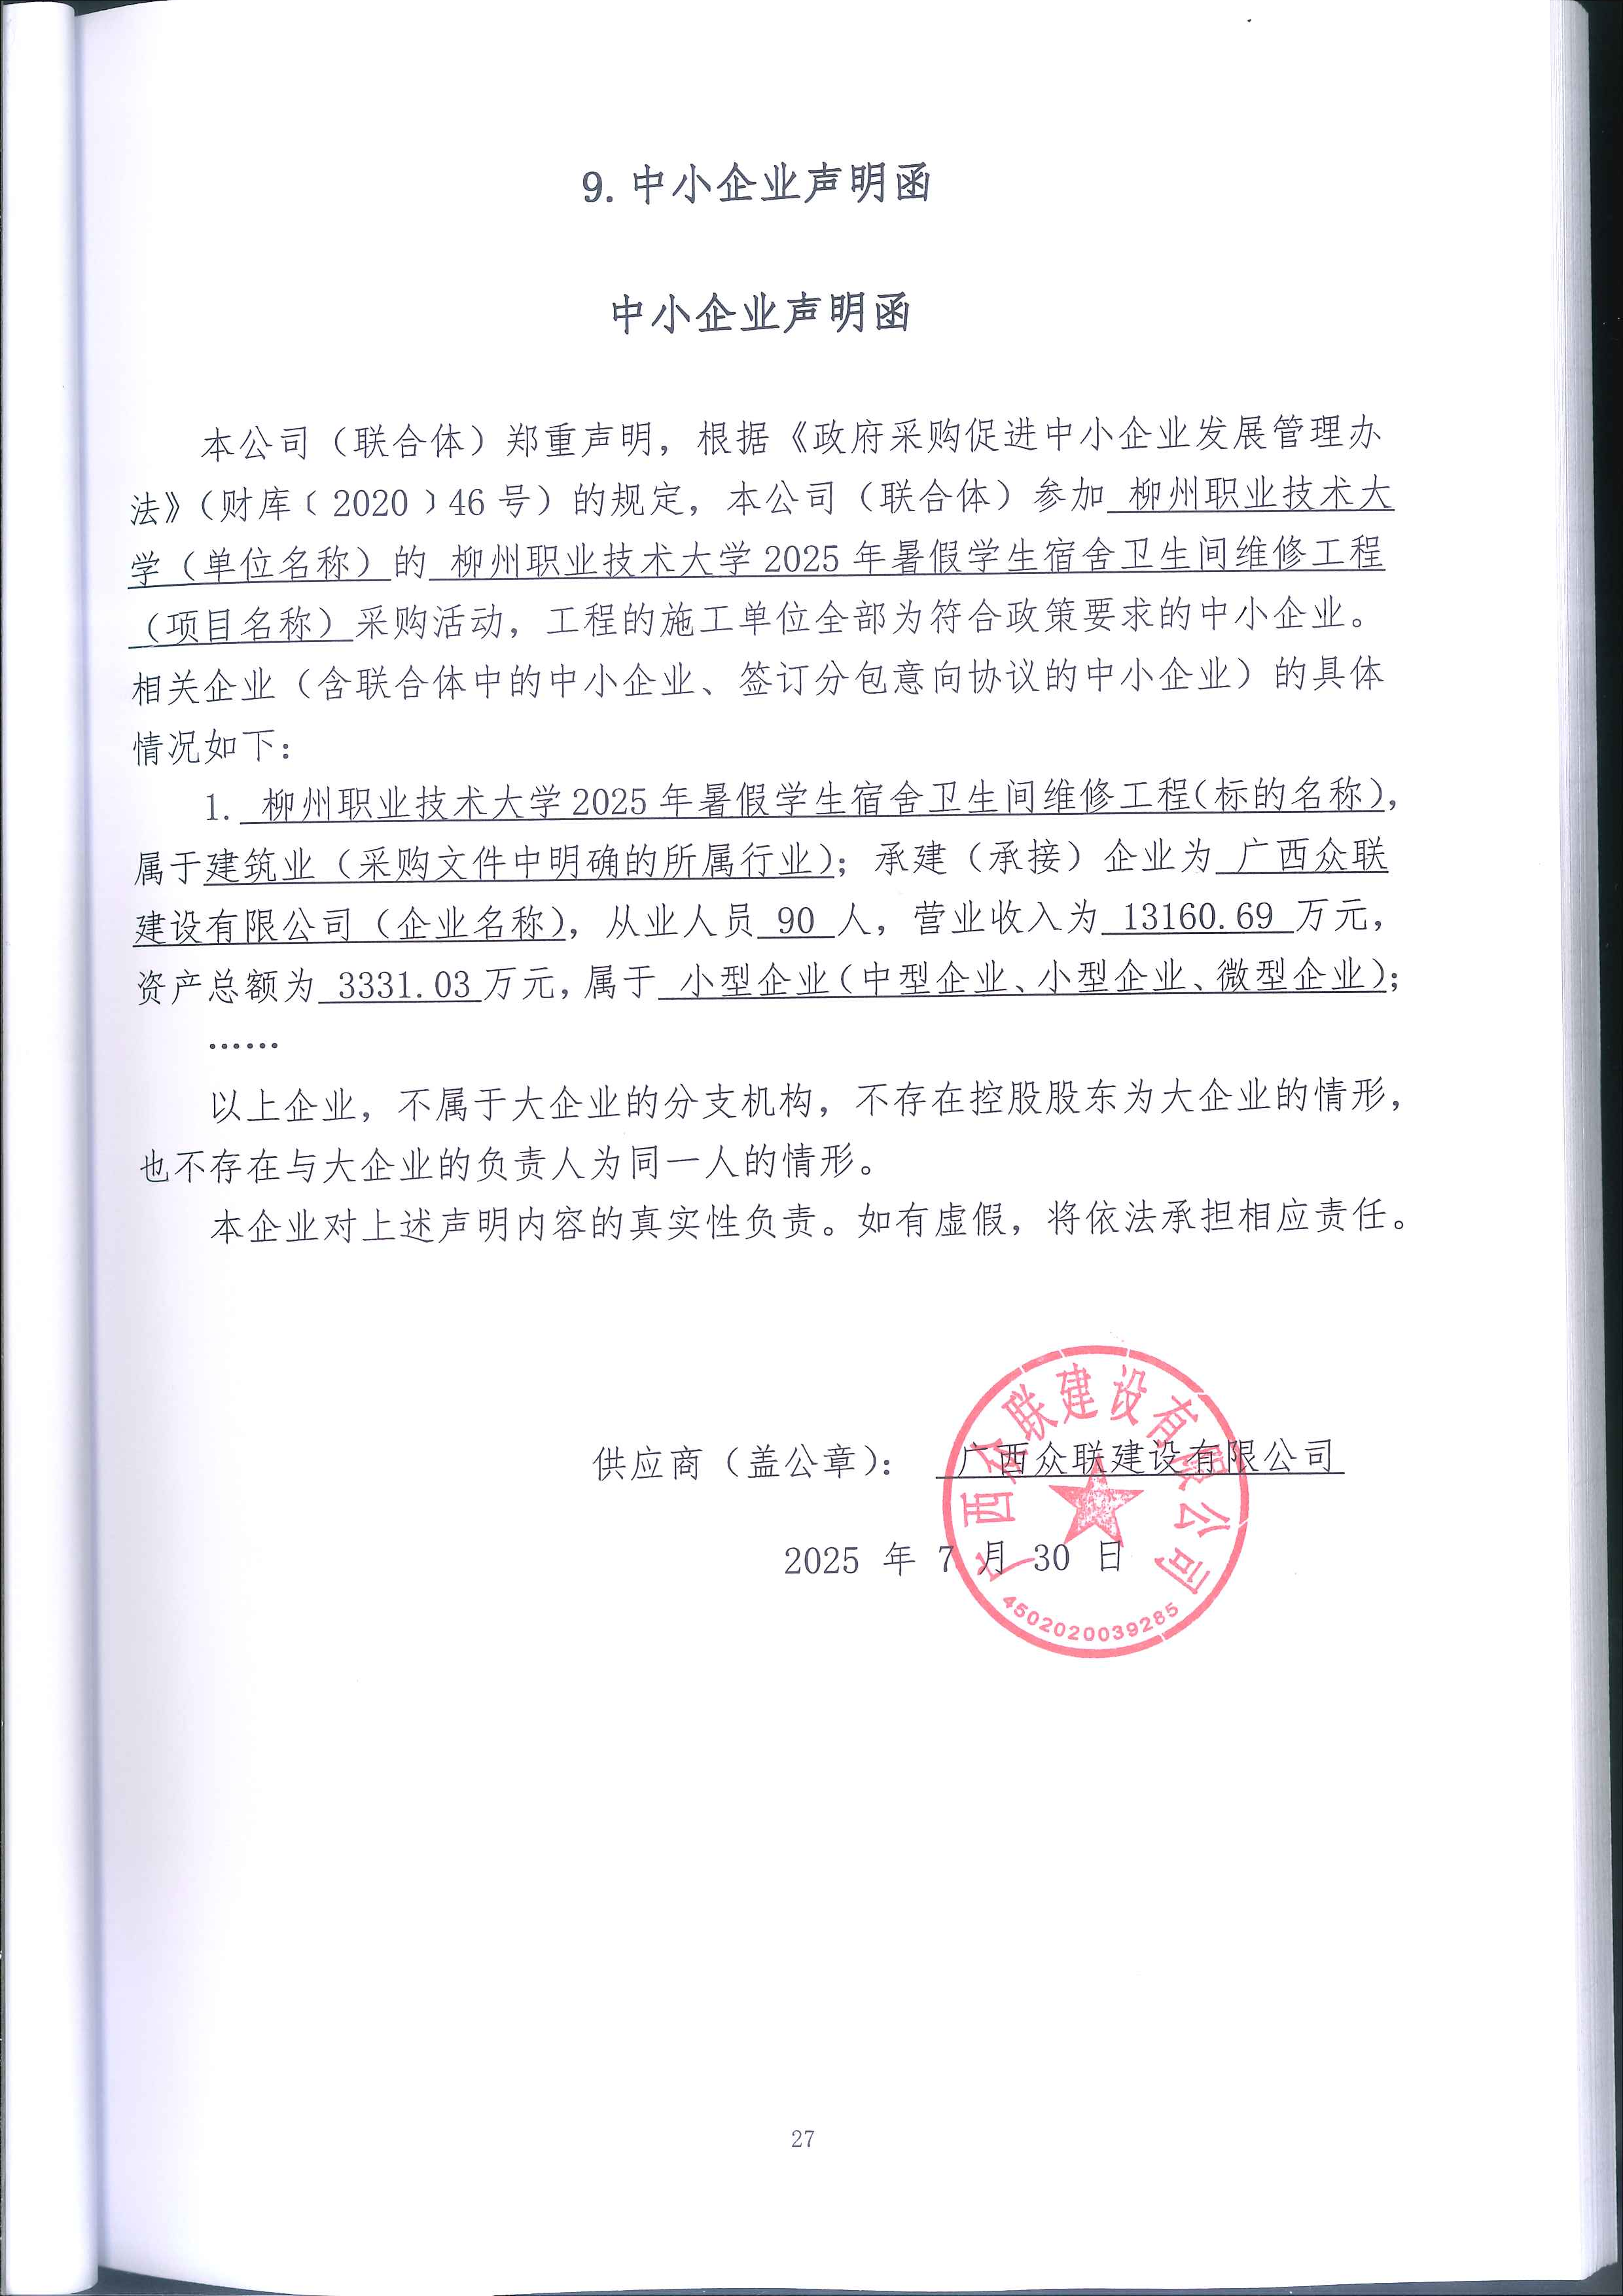 9. 中小企业声明函
中小企业声明函
本公司（联合体）郑重声明，根据《政府采购促进中小企业发展管理办
法》（财库﹝2020﹞46 号）的规定，本公司（联合体）参加 柳州职业技术大
学（单位名称）的 柳州职业技术大学 2025 年暑假学生宿舍卫生间维修工程
（项目名称）采购活动，工程的施工单位全部为符合政策要求的中小企业。
相关企业（含联合体中的中小企业、签订分包意向协议的中小企业）的具体
情况如下：
1. 柳州职业技术大学 2025 年暑假学生宿舍卫生间维修工程（标的名称），
属于建筑业（采购文件中明确的所属行业）；承建（承接）企业为 广西众联
建设有限公司（企业名称），从业人员 90 人，营业收入为 13160.69 万元，
资产总额为 3331.03 万元，属于 小型企业（中型企业、小型企业、微型企业）；
……
以上企业，不属于大企业的分支机构，不存在控股股东为大企业的情形，
也不存在与大企业的负责人为同一人的情形。
本企业对上述声明内容的真实性负责。如有虚假，将依法承担相应责任。
供应商（盖公章）： 广西众联建设有限公司
2025 年 7 月 30 日
广西众联建设有限公司
4502020039285
27